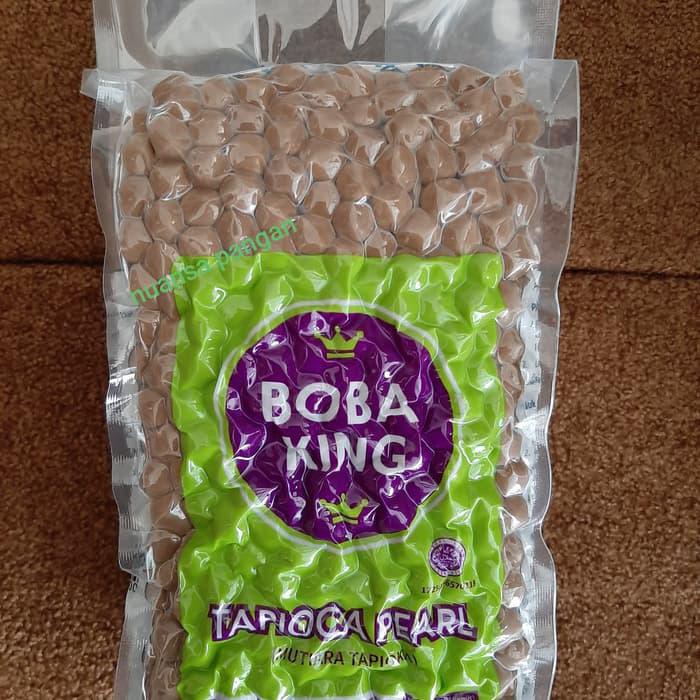 nuansa pangan
BOBA
KING
TAPIOCA PEARL
(MUTIARA TAPIOKA)